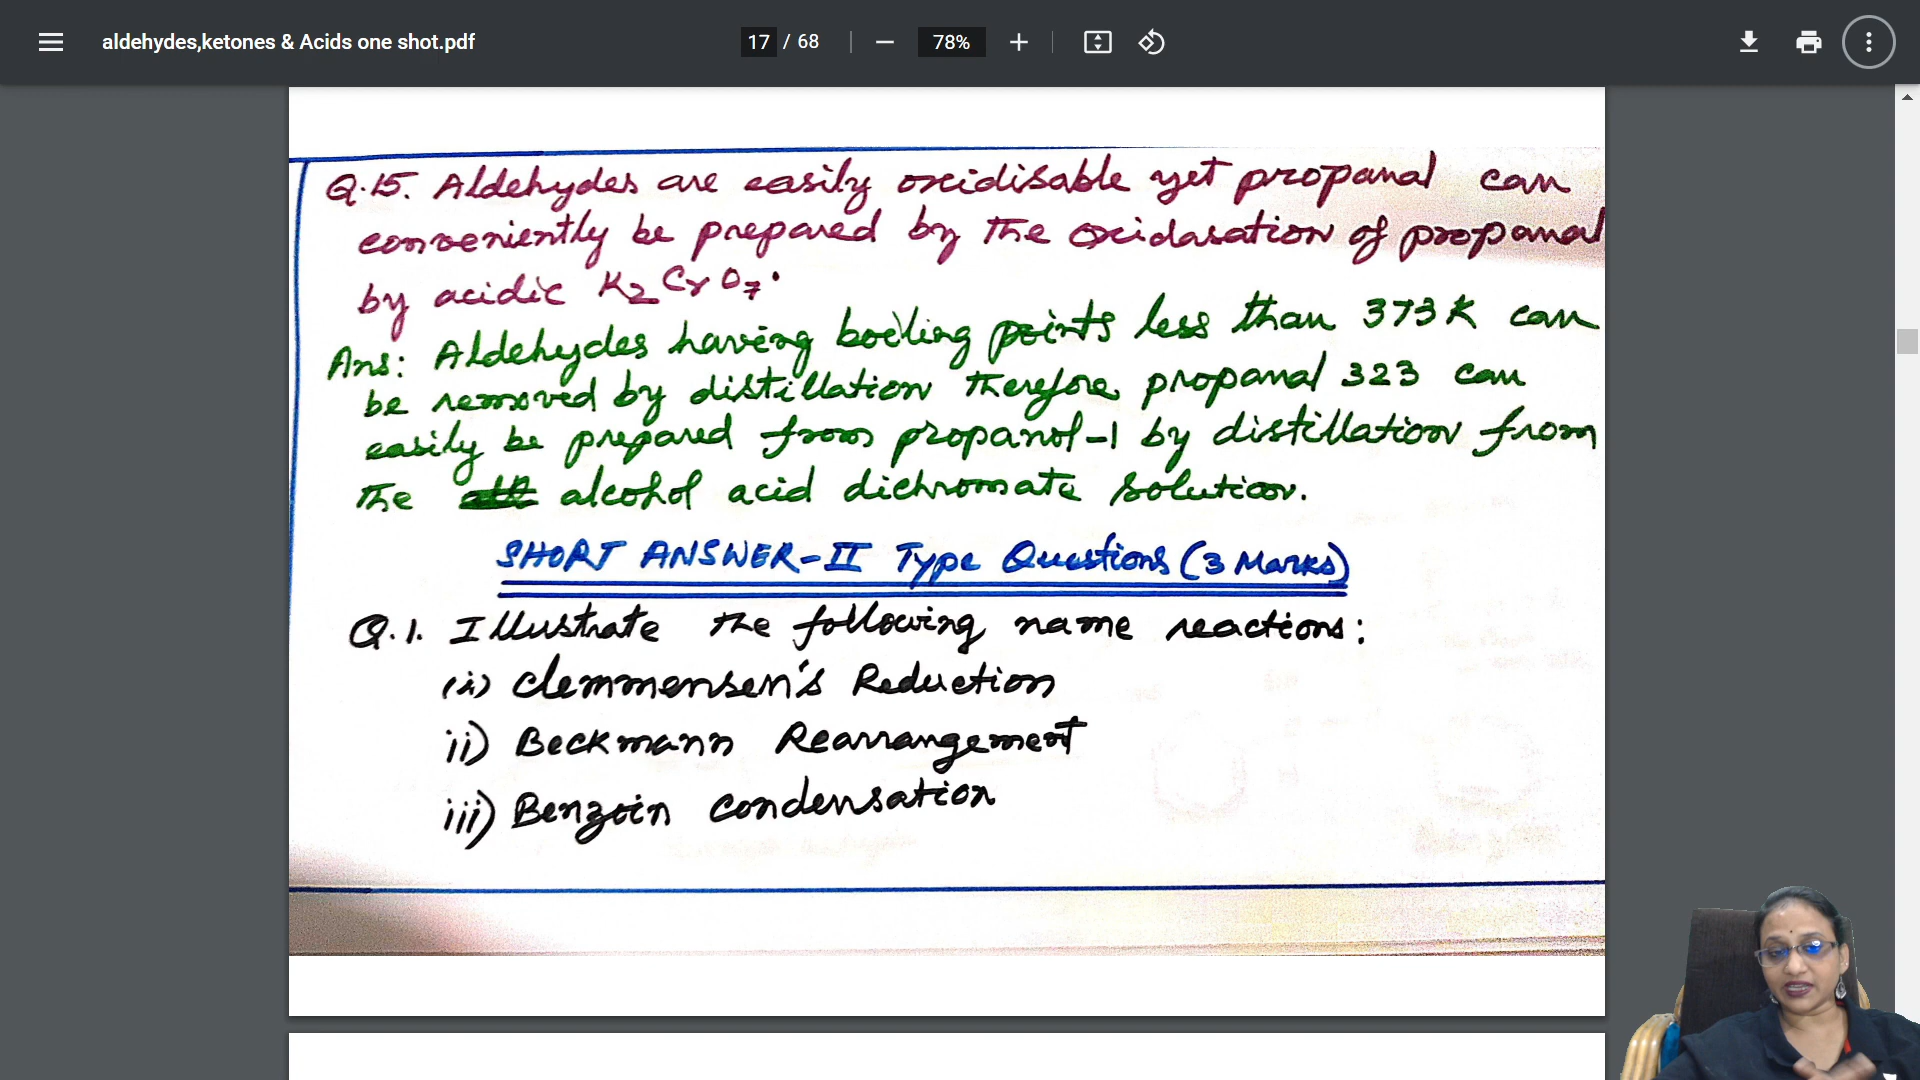 aldehydes,ketones & Acids one shot.pdf
17 / 68
78%
Q.15. Aldehydes are easily oxidisable yet propanal can
conveniently be prepared by the oxidasation of propanal
by acidic K2CrO7.
Ans: Aldehydes having boiling points less than 373K can
be removed by distillation therefore propanal 323 can
easily be prepared from propanol-1 by distillation from
the alcohol acid dichromate solution.
SHORT ANSWER-II Type Questions (3 Marks)
Q.1. Illustrate the following name reactions:
(i) Clemmensen's Reduction
ii) Beckmann Rearrangement
iii) Benzoin condensation